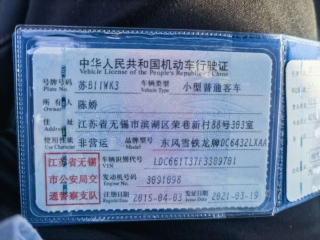 中华人民共和国机动车行驶证
Vehicle License of the People's Republic of China
号牌号码 苏B11WK3 车辆类型 小型普通客车
Plate No. Vehicle Type
所有人 陈娇
Owner
住址 江苏省无锡市滨湖区荣巷新村88号303室
Address
使用性质 非营运 品牌型号 东风雪铁龙牌DC6432LXAA
Use Character Model
江苏省无锡
市公安局交
通警察支队
车辆识别代号
VIN
发动机号码 3091098
Engine No.
注册日期 2015-04-03 发证日期 2021-03-19
Register Date Issue Date